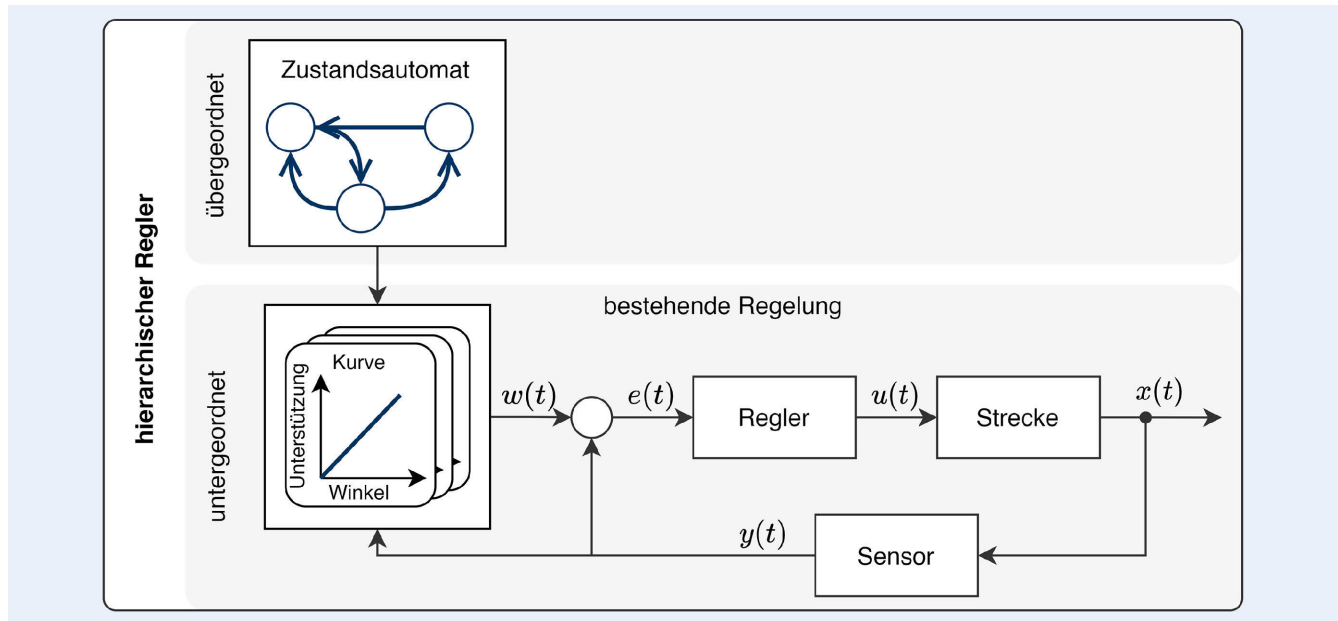 hierarchischer Regler
übergeordnet
Zustandsautomat
untergeordnet
bestehende Regelung
Kurve
Unterstützung
Winkel
w(t)
e(t)
Regler
u(t)
Strecke
x(t)
y(t)
Sensor